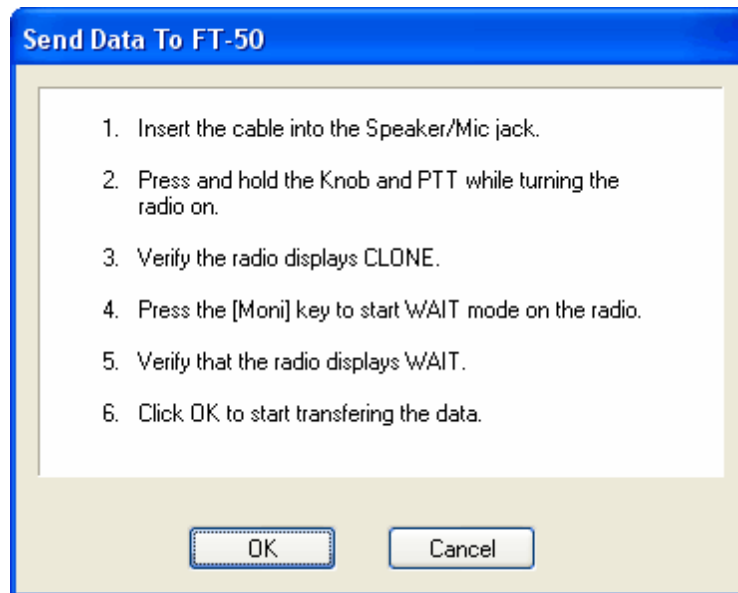 Send Data To FT-50
1. Insert the cable into the Speaker/Mic jack.
2. Press and hold the Knob and PTT while turning the
radio on.
3. Verify the radio displays CLONE.
4. Press the [Moni] key to start WAIT mode on the radio.
5. Verify that the radio displays WAIT.
6. Click OK to start transfering the data.
OK Cancel